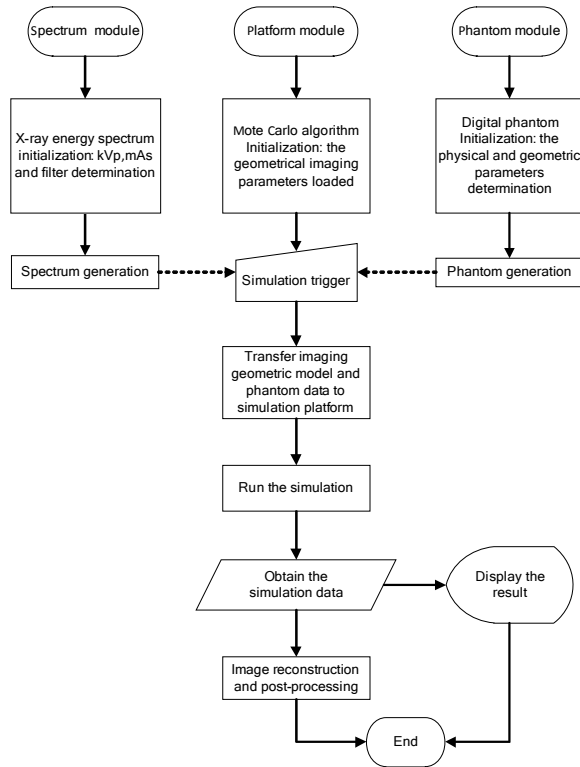 Spectrum module
Platform module
Phantom module
X-ray energy spectrum
initialization: kVp,mAs
and filter determination
Mote Carlo algorithm
Initialization: the
geometrical imaging
parameters loaded
Digital phantom
Initialization: the
physical and geometric
parameters
determination
Spectrum generation
Simulation trigger
Phantom generation
Transfer imaging
geometric model and
phantom data to
simulation platform
Run the simulation
Obtain the
simulation data
Display the
result
Image reconstruction
and post-processing
End